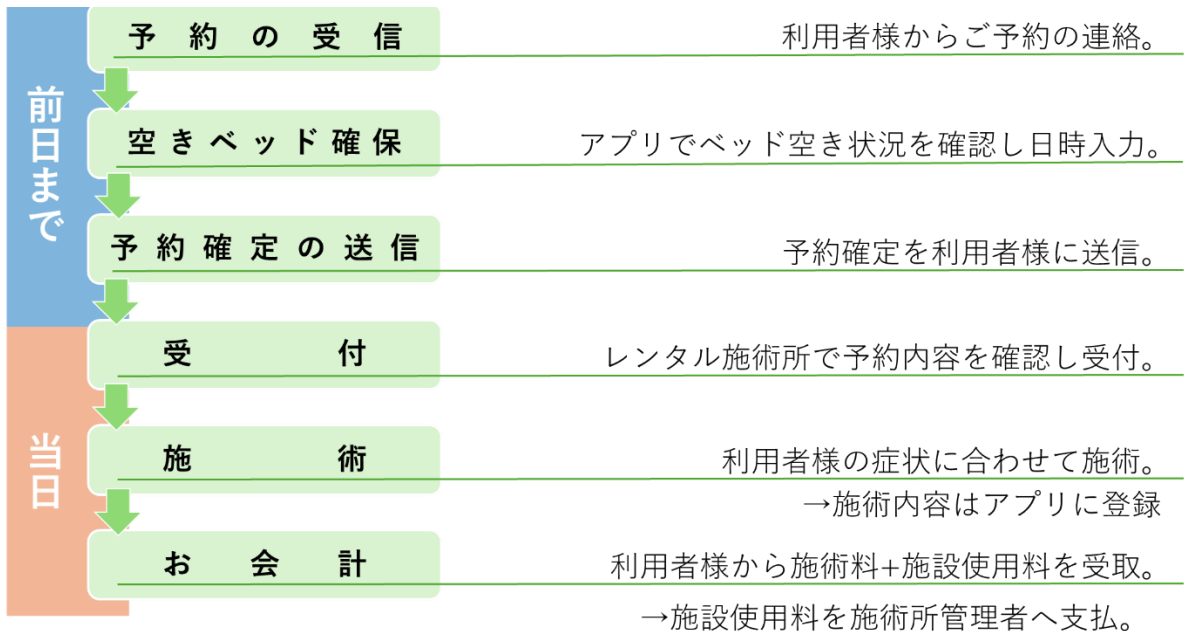 前日まで
予約の受信
利用者様からご予約の連絡。
空きベッド確保
アプリでベッド空き状況を確認し日時入力。
予約確定の送信
予約確定を利用者様に送信。
当日
受付
レンタル施術所で予約内容を確認し受付。
施術
利用者様の症状に合わせて施術。
→施術内容はアプリに登録
お会計
利用者様から施術料+施設使用料を受取。
→施設使用料を施術所管理者へ支払。